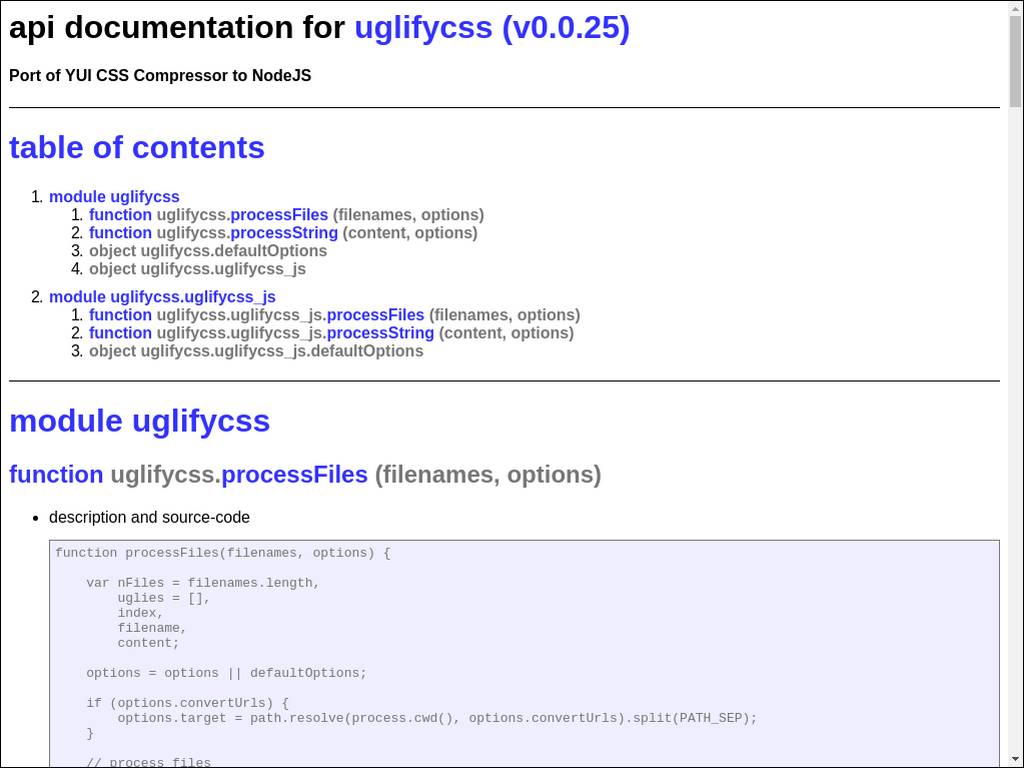 api documentation for uglifycss (v0.0.25)
Port of YUI CSS Compressor to NodeJS
table of contents
1. module uglifycss
1. function uglifycss.processFiles (filenames, options)
2. function uglifycss.processString (content, options)
3. object uglifycss.defaultOptions
4. object uglifycss.uglifycss_js
2. module uglifycss.uglifycss_js
1. function uglifycss.uglifycss_js.processFiles (filenames, options)
2. function uglifycss.uglifycss_js.processString (content, options)
3. object uglifycss.uglifycss_js.defaultOptions
module uglifycss
function uglifycss.processFiles (filenames, options)
• description and source-code
function processFiles(filenames, options) {
    var nFiles = filenames.length,
        uglies = [],
        index,
        filename,
        content;
    options = options || defaultOptions;
    if (options.convertUrls) {
        options.target = path.resolve(process.cwd(), options.convertUrls).split(PATH_SEP);
    }
    // process files